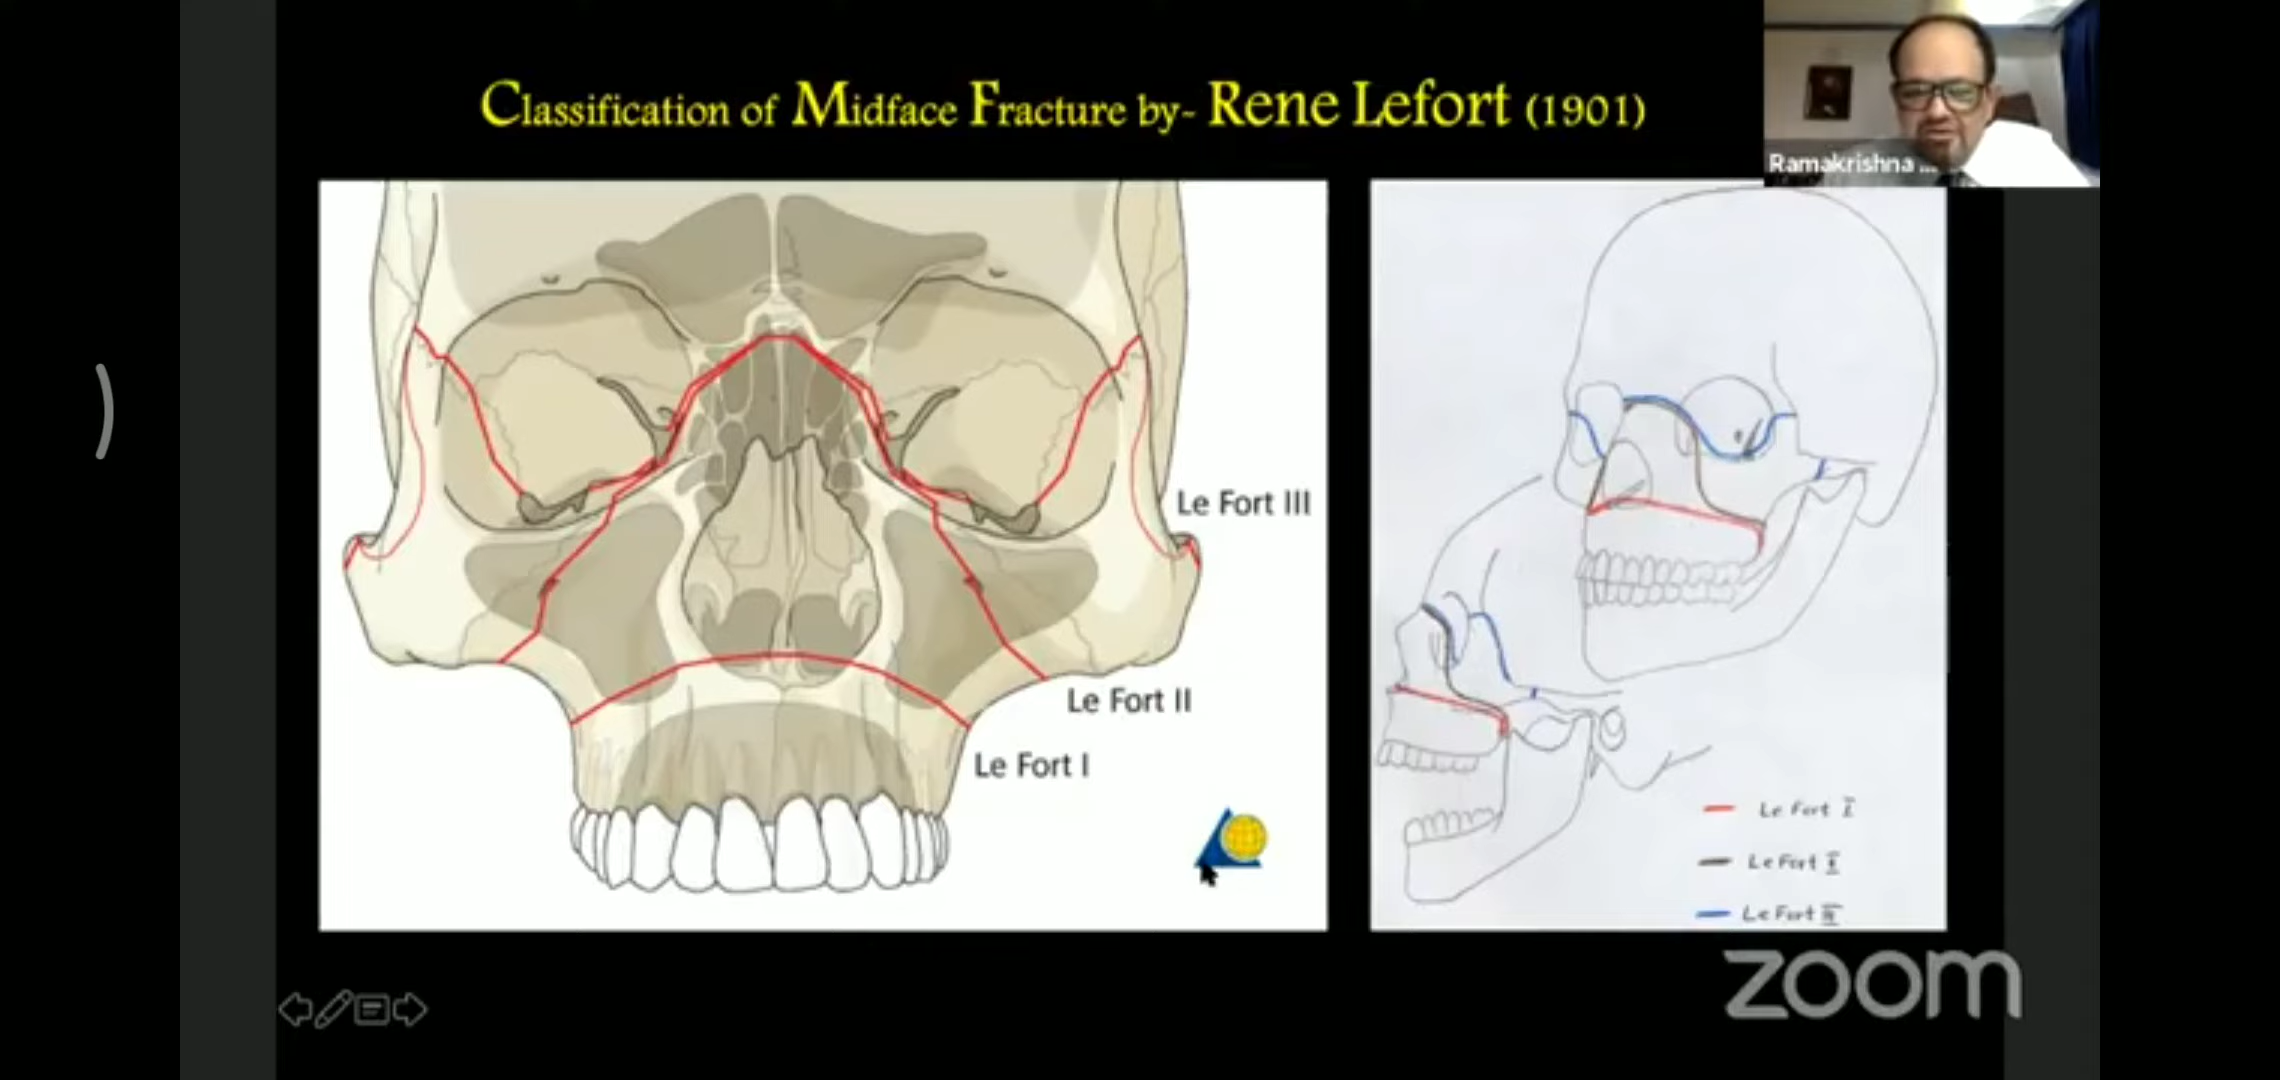 Classification of Midface Fracture by- Rene Lefort (1901)
Ramakrishna ...
Le Fort III
Le Fort II
Le Fort I
Le Fort I
Le Fort II
Le Fort III
zoom